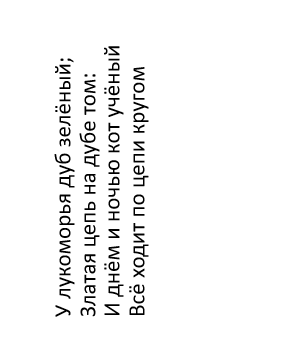 У лукоморья дуб зелёный;
Златая цепь на дубе том:
И днём и ночью кот учёный
Всё ходит по цепи кругом